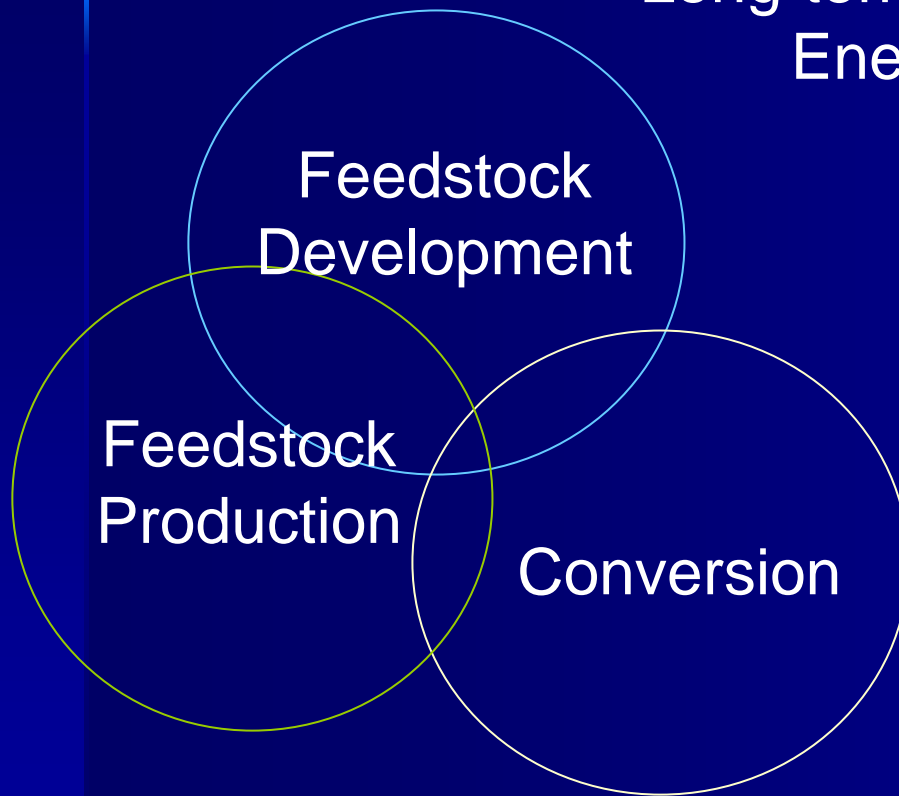 Feedstock
Development
Feedstock
Production
Conversion